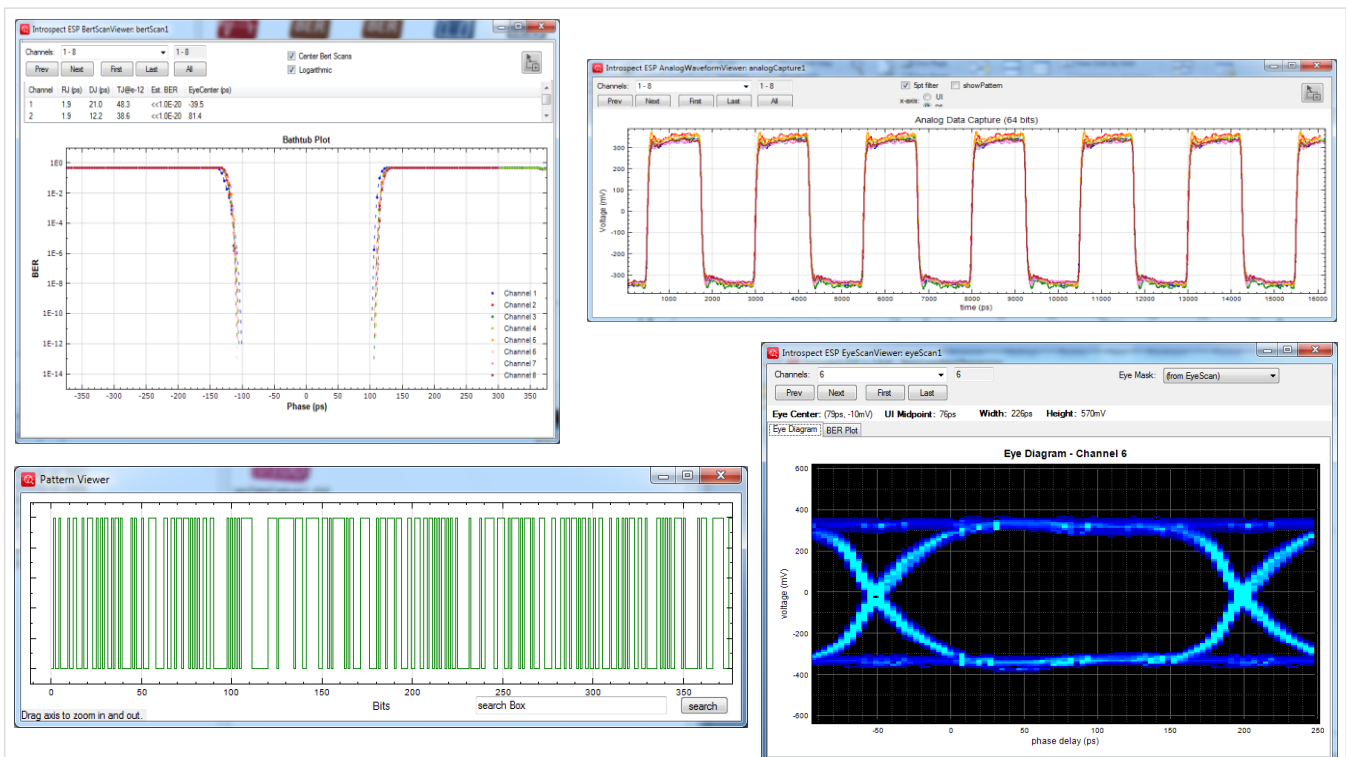 Introspect ESP BertScanViewer: bertScan1
Channels: 1 - 8 1 - 8
Center Bert Scans
Logarithmic
Prev Next First Last All
Channel RJ (ps) DJ (ps) TJ@e-12 Est. BER EyeCenter (ps)
1 1.9 21.0 48.3 <<1.0E-20 -39.5
2 1.9 12.2 38.6 <<1.0E-20 81.4
Bathtub Plot
1E0
1E-2
1E-4
1E-6
1E-8
1E-10
1E-12
1E-14
BER
Channel 1
Channel 2
Channel 3
Channel 4
Channel 5
Channel 6
Channel 7
Channel 8
-350 -300 -250 -200 -150 -100 -50 0 50 100 150 200 250 300 350
Phase (ps)
Introspect ESP AnalogWaveformViewer: analogCapture1
Channels: 1 - 8 1 - 8
5pt filter showPattern
Prev Next First Last All
x-axis: UI
ps
Analog Data Capture (64 bits)
300
200
100
0
-100
-200
-300
Voltage (mV)
1000 2000 3000 4000 5000 6000 7000 8000 9000 10000 11000 12000 13000 14000 15000 16000
time (ps)
Pattern Viewer
0 50 100 150 200 250 300 350
Bits
search Box
search
Drag axis to zoom in and out.
Introspect ESP EyeScanViewer: eyeScan1
Channels: 6 6
Eye Mask: (from EyeScan)
Prev Next First Last
Eye Center: (79ps, -10mV) UI Midpoint: 76ps Width: 226ps Height: 570mV
Eye Diagram BER Plot
Eye Diagram - Channel 6
600
400
200
0
-200
-400
-600
voltage (mV)
-50 0 50 100 150 200 250
phase delay (ps)